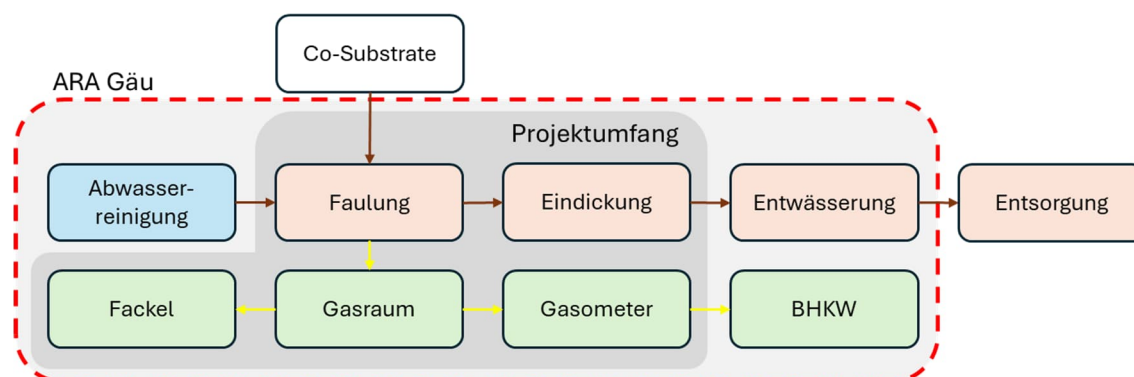 Co-Substrate
ARA Gäu
Projektumfang
Abwasser-
reinigung
Faulung
Eindickung
Entwässerung
Entsorgung
Fackel
Gasraum
Gasometer
BHKW